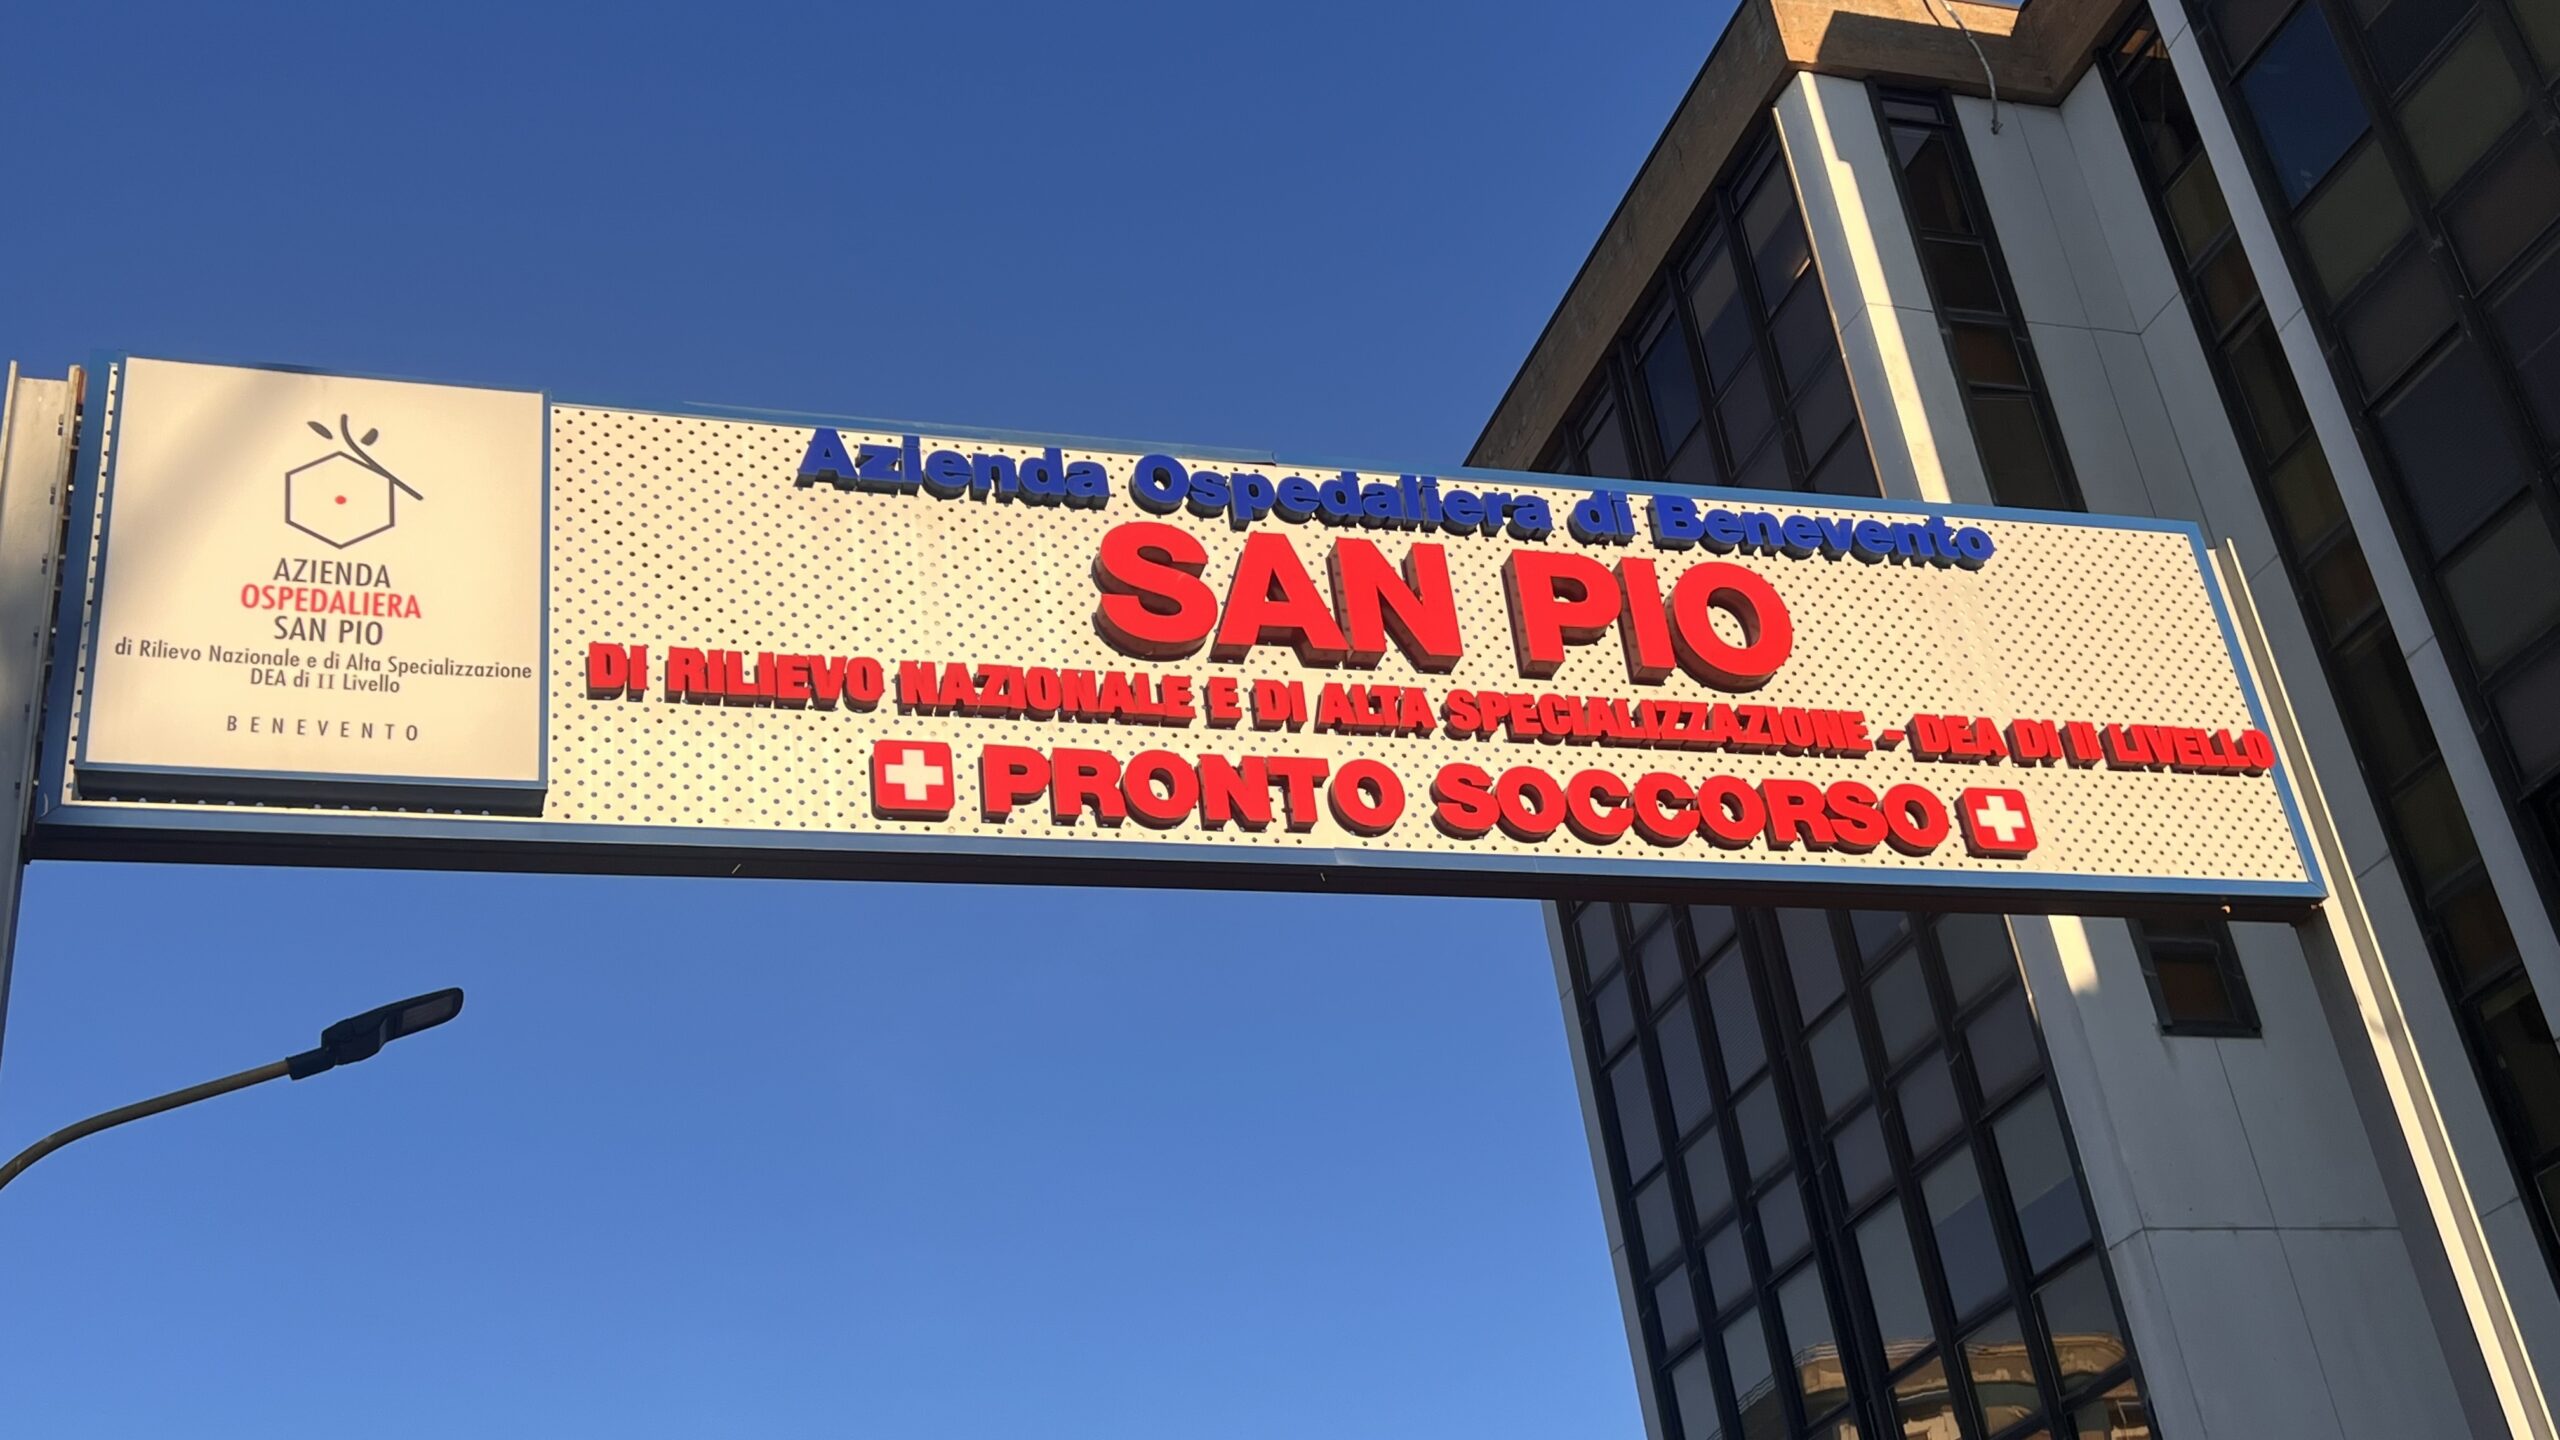 AZIENDA
OSPEDALIERA
SAN PIO
di Rilievo Nazionale e di Alta Specializzazione
DEA di II Livello
BENEVENTO
Azienda Ospedaliera di Benevento
SAN PIO
DI RILIEVO NAZIONALE E DI ALTA SPECIALIZZAZIONE - DEA DI II LIVELLO
PRONTO SOCCORSO